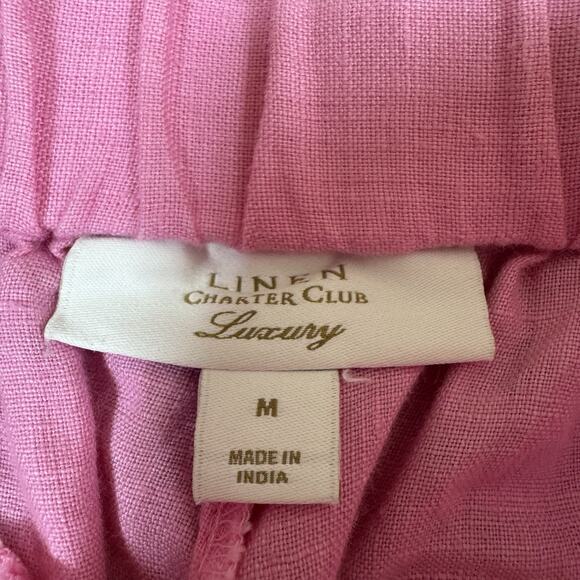 LINEN
CHARTER CLUB
Luxury
M
MADE IN
INDIA